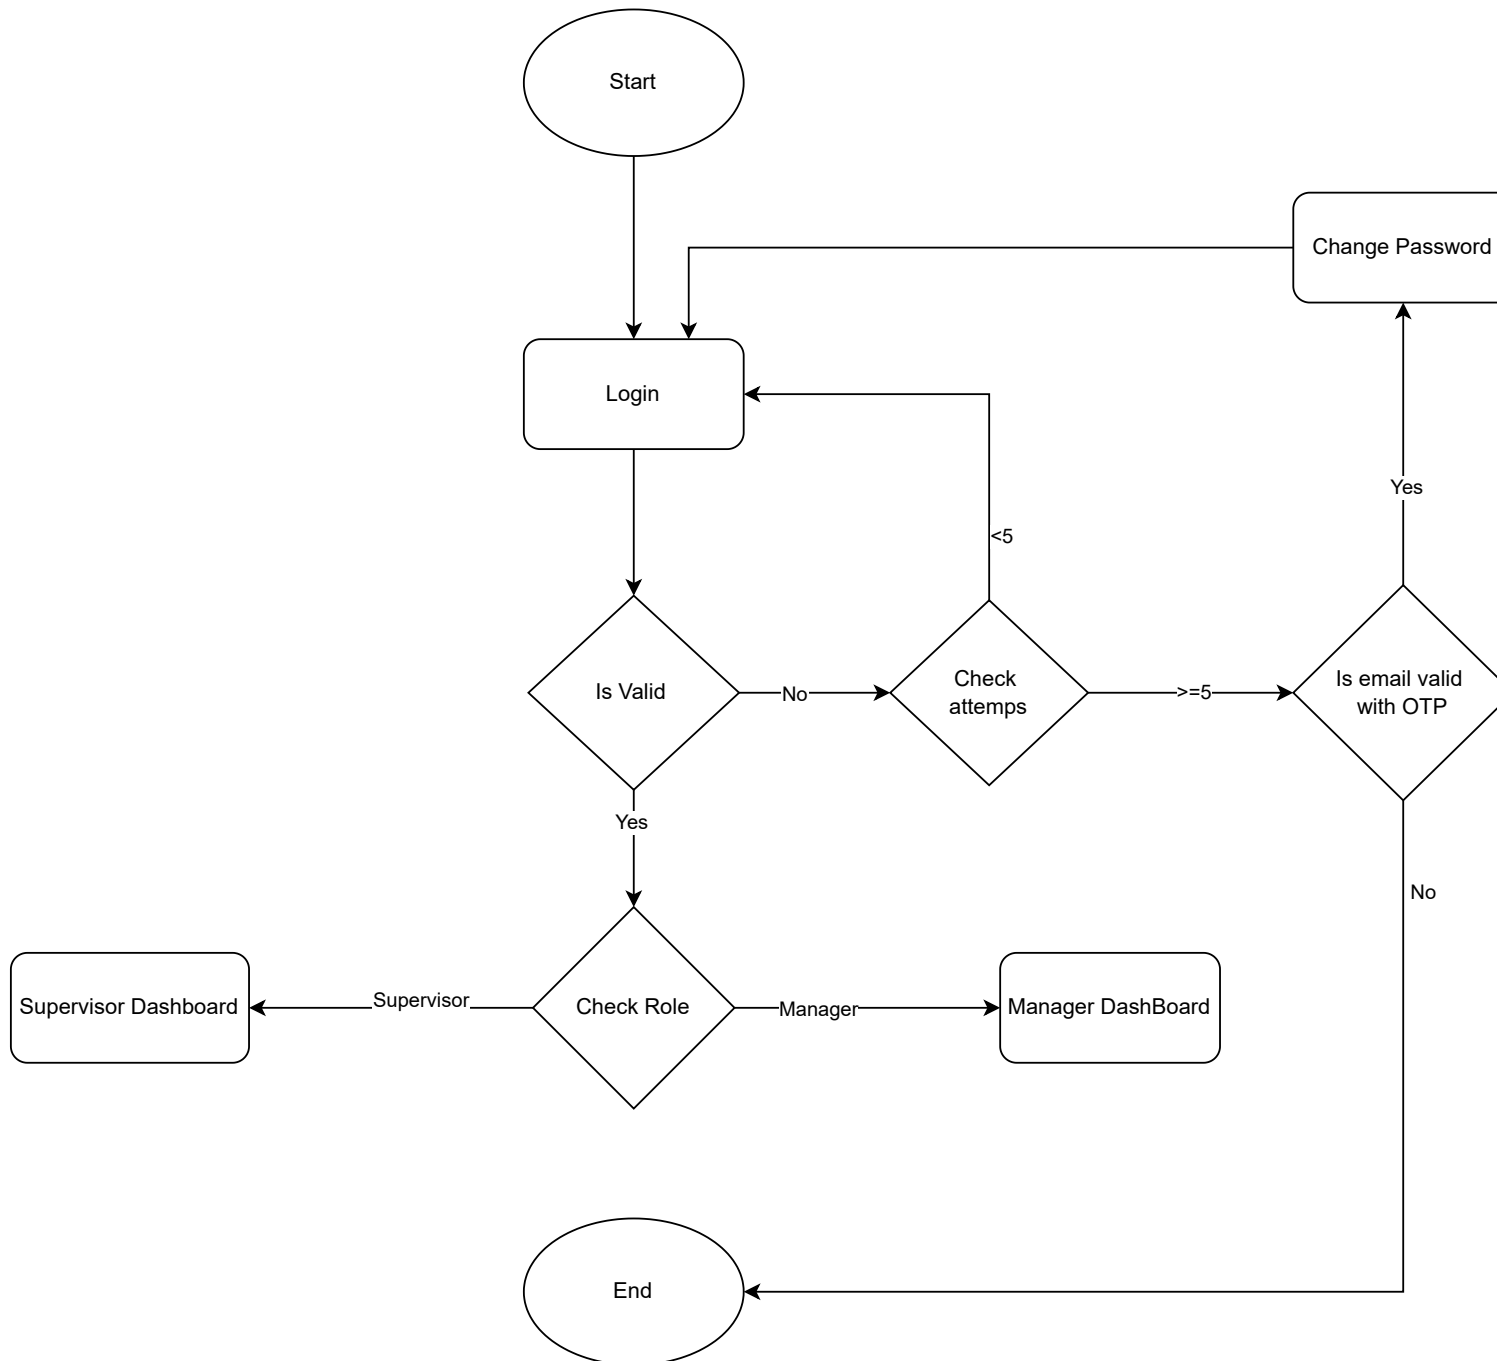 Start
Change Password
Login
Yes
<5
Is Valid
No
Check
attemps
>=5
Is email valid
with OTP
Yes
No
Supervisor Dashboard
Supervisor
Check Role
Manager
Manager DashBoard
End